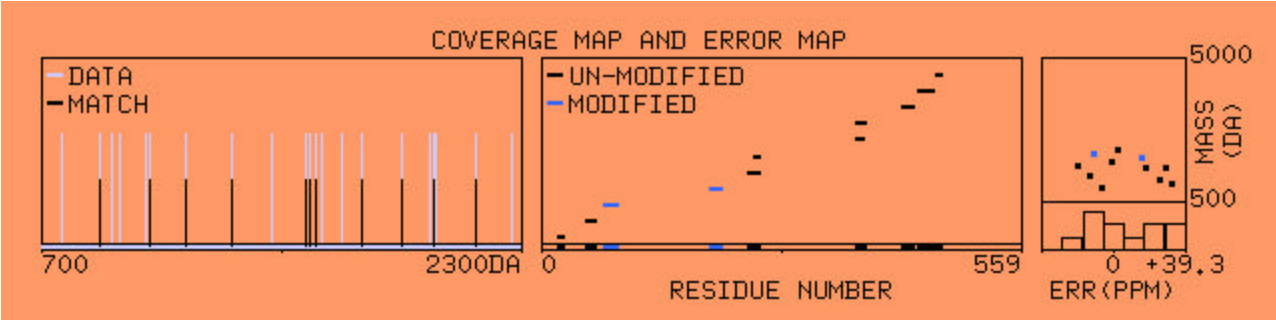 COVERAGE MAP AND ERROR MAP
DATA
MATCH
700
2300DA
UN-MODIFIED
MODIFIED
0
559
RESIDUE NUMBER
5000
MASS
(DA)
500
0
+39.3
ERR(PPM)